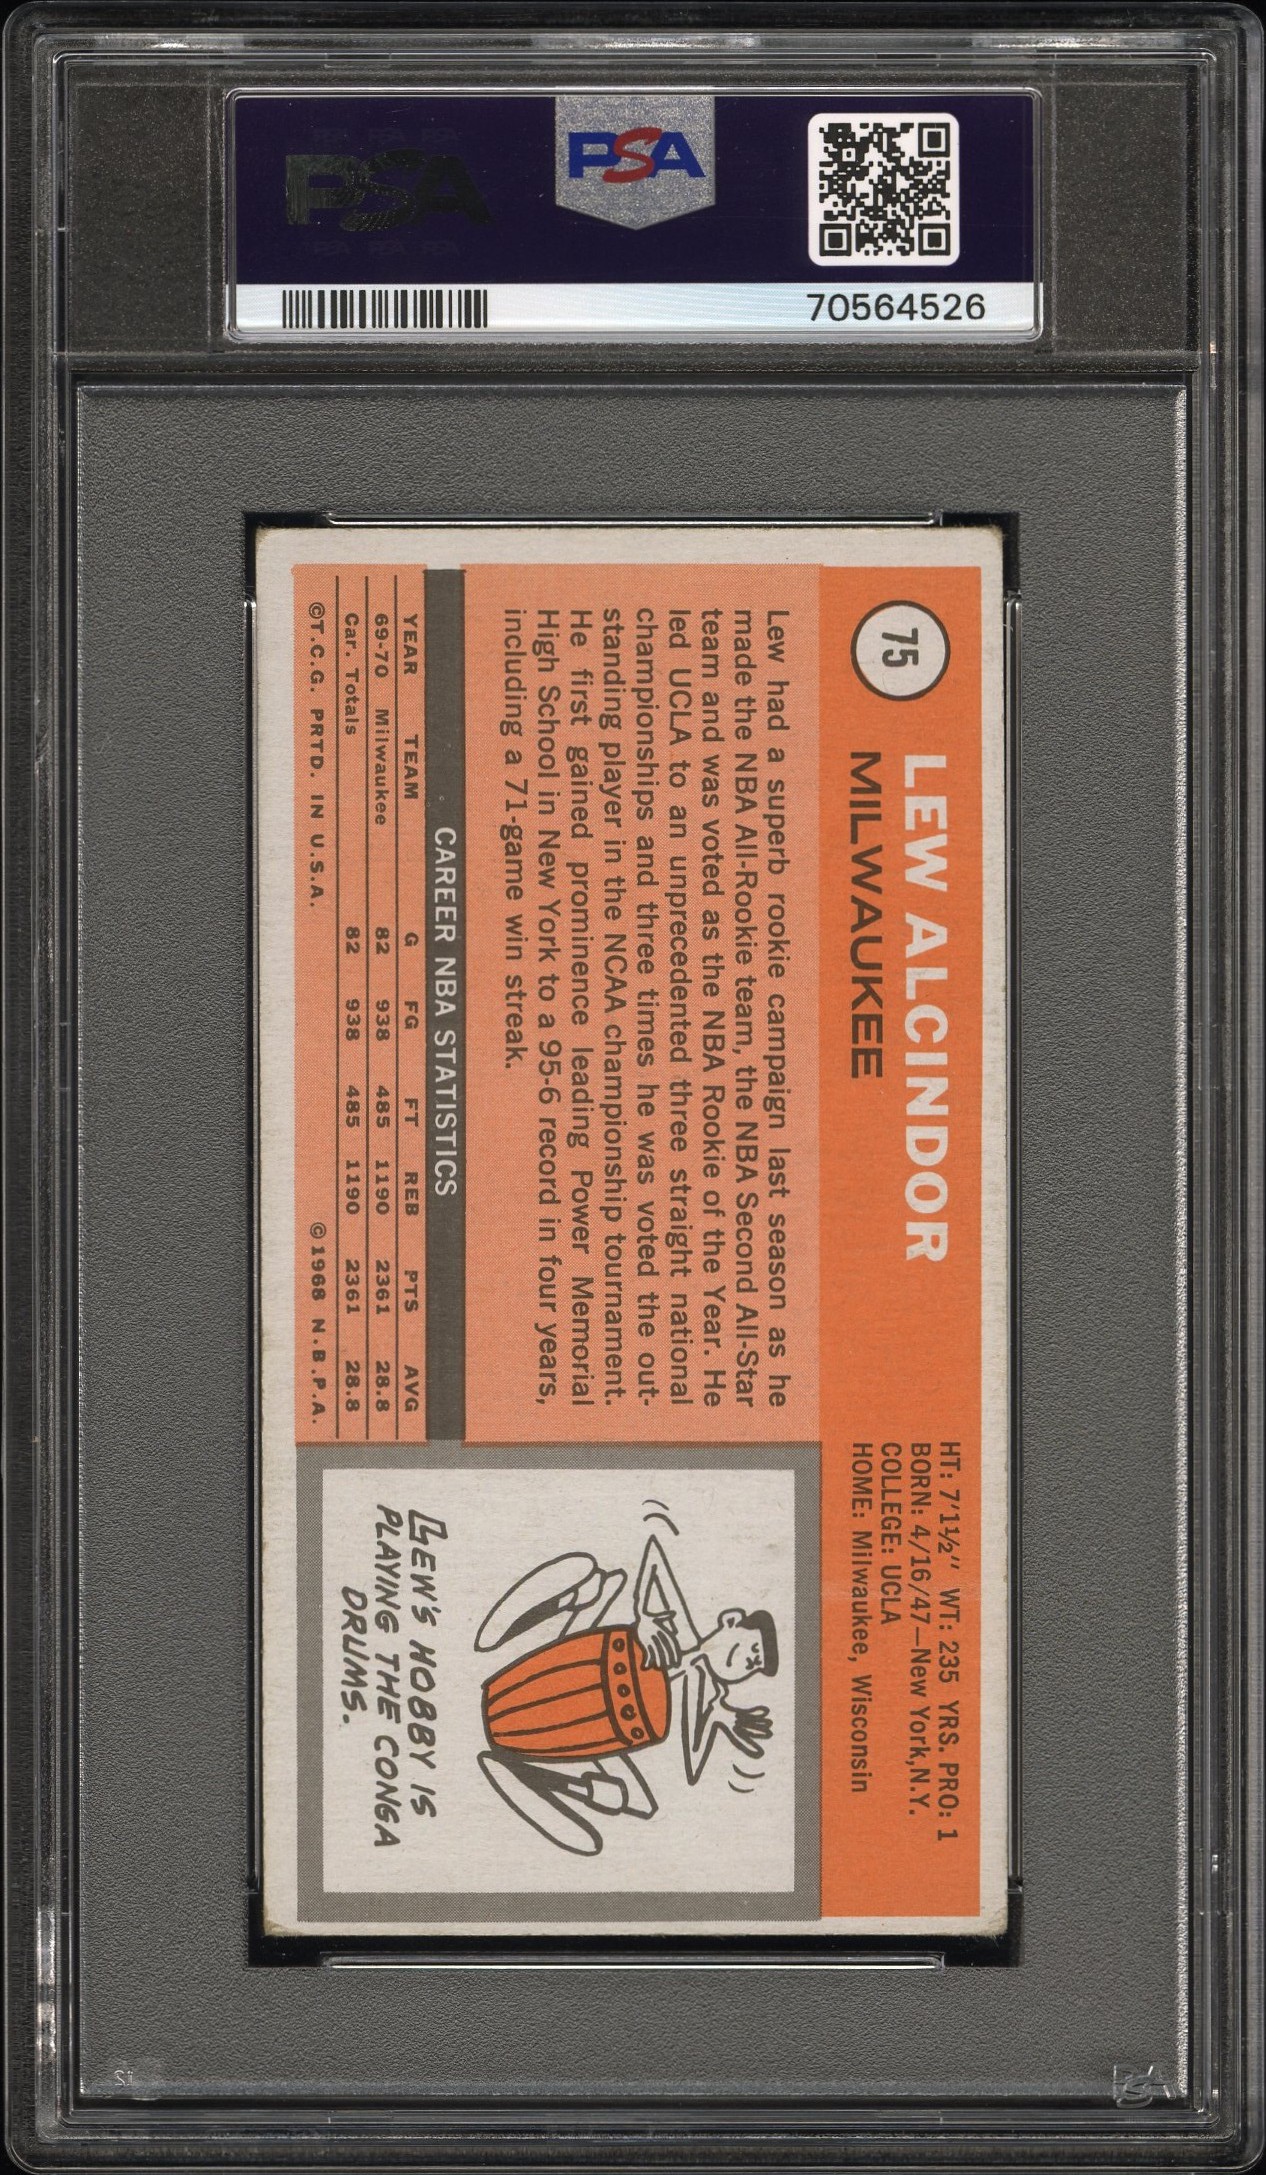 PSA
PSA
70564526
75
LEW ALCINDOR
MILWAUKEE
HT: 7'1½" WT: 235 YRS. PRO: 1
BORN: 4/16/47—New York,N.Y.
COLLEGE: UCLA
HOME: Milwaukee, Wisconsin
Lew had a superb rookie campaign last season as he
made the NBA All-Rookie team, the NBA Second All-Star
team and was voted as the NBA Rookie of the Year. He
led UCLA to an unprecedented three straight national
championships and three times he was voted the out-
standing player in the NCAA championship tournament.
He first gained prominence leading Power Memorial
High School in New York to a 95-6 record in four years,
including a 71-game win streak.
CAREER NBA STATISTICS
YEAR TEAM G FG FT REB PTS AVG
69-70 Milwaukee 82 938 485 1190 2361 28.8
Car. Totals 82 938 485 1190 2361 28.8
©T.C.G. PRTD. IN U.S.A. ©1968 N.B.P.A.
LEW'S HOBBY IS
PLAYING THE CONGA
DRUMS.
PSA